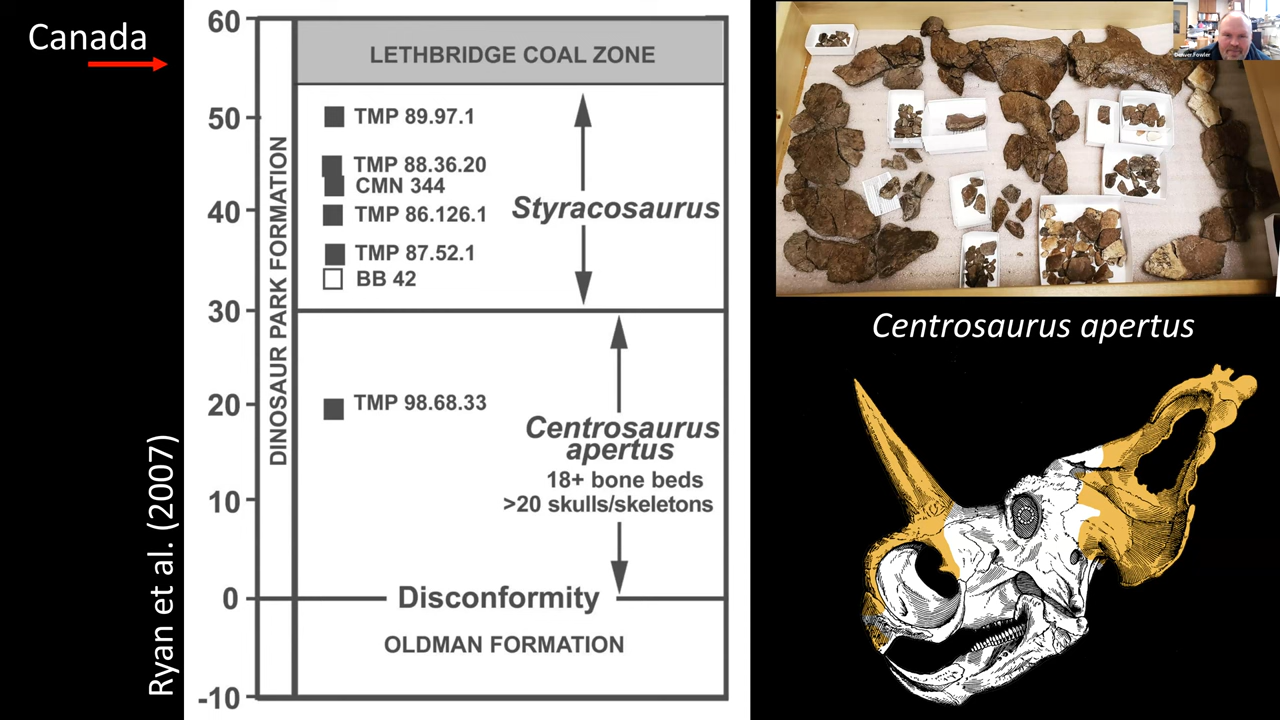 Canada
Ryan et al. (2007)
60
50
40
30
20
10
0
-10
DINOSAUR PARK FORMATION
LETHBRIDGE COAL ZONE
TMP 89.97.1
TMP 88.36.20
CMN 344
TMP 86.126.1
TMP 87.52.1
BB 42
Styracosaurus
TMP 98.68.33
Centrosaurus
apertus
18+ bone beds
>20 skulls/skeletons
Disconformity
OLDMAN FORMATION
Denver.Fowler
Centrosaurus apertus